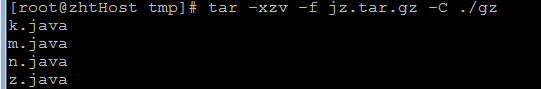 [root@zhtHost tmp]# tar -xzv -f jz.tar.gz -C ./gz
k.java
m.java
n.java
z.java